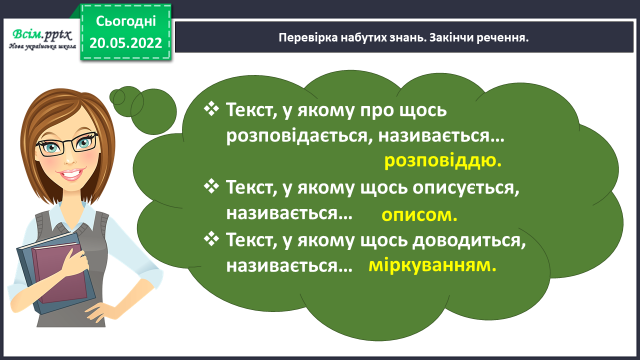 Всім.pptx
Нова українська школа
Сьогодні
20.05.2022
Перевірка набутих знань. Закінчи речення.
Текст, у якому про щось
розповідається, називається…
розповіддю.
Текст, у якому щось описується,
називається… описом.
Текст, у якому щось доводиться,
називається… міркуванням.